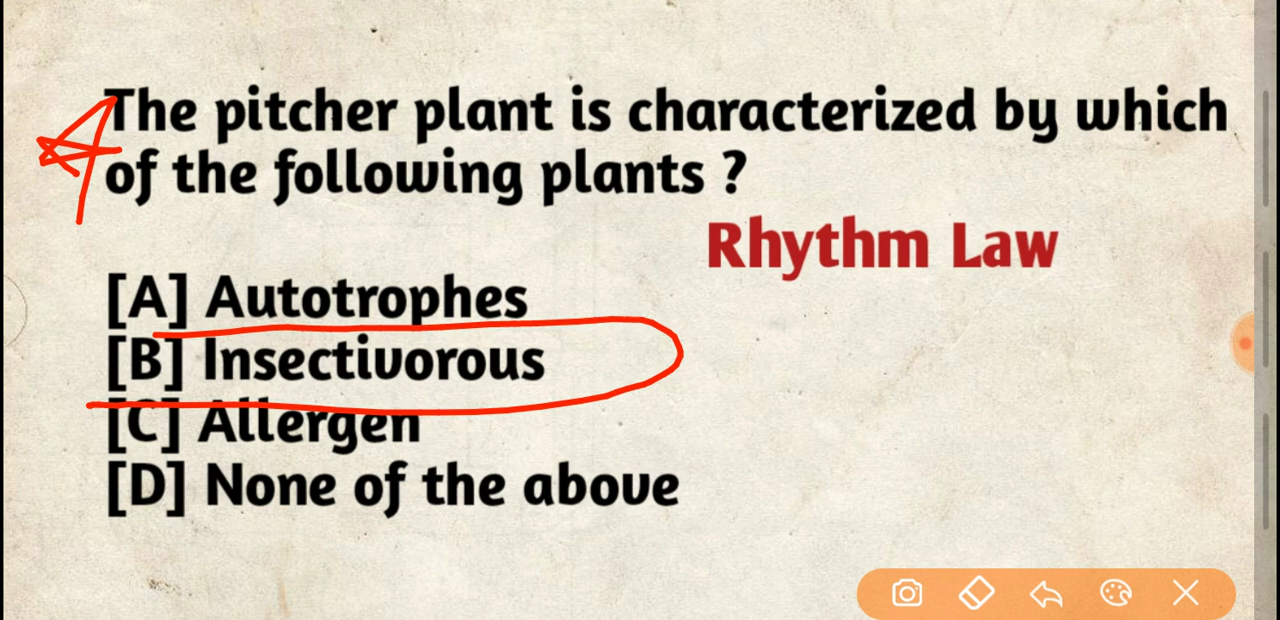 The pitcher plant is characterized by which
of the following plants ?
Rhythm Law
[A] Autotrophes
[B] Insectivorous
[C] Allergen
[D] None of the above